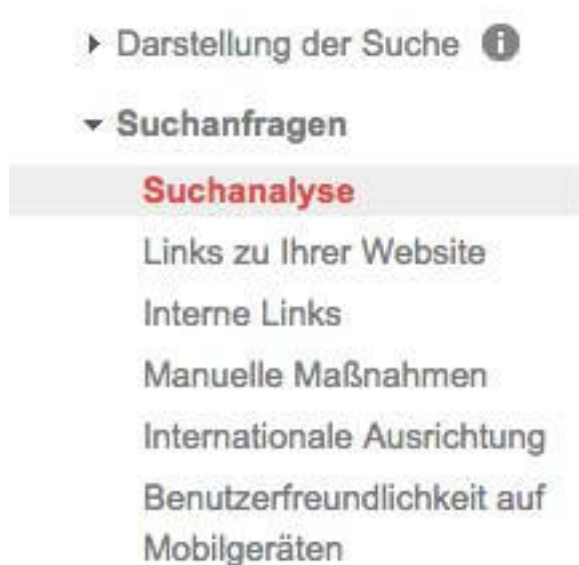 Darstellung der Suche
Suchanfragen
Suchanalyse
Links zu Ihrer Website
Interne Links
Manuelle Maßnahmen
Internationale Ausrichtung
Benutzerfreundlichkeit auf
Mobilgeräten